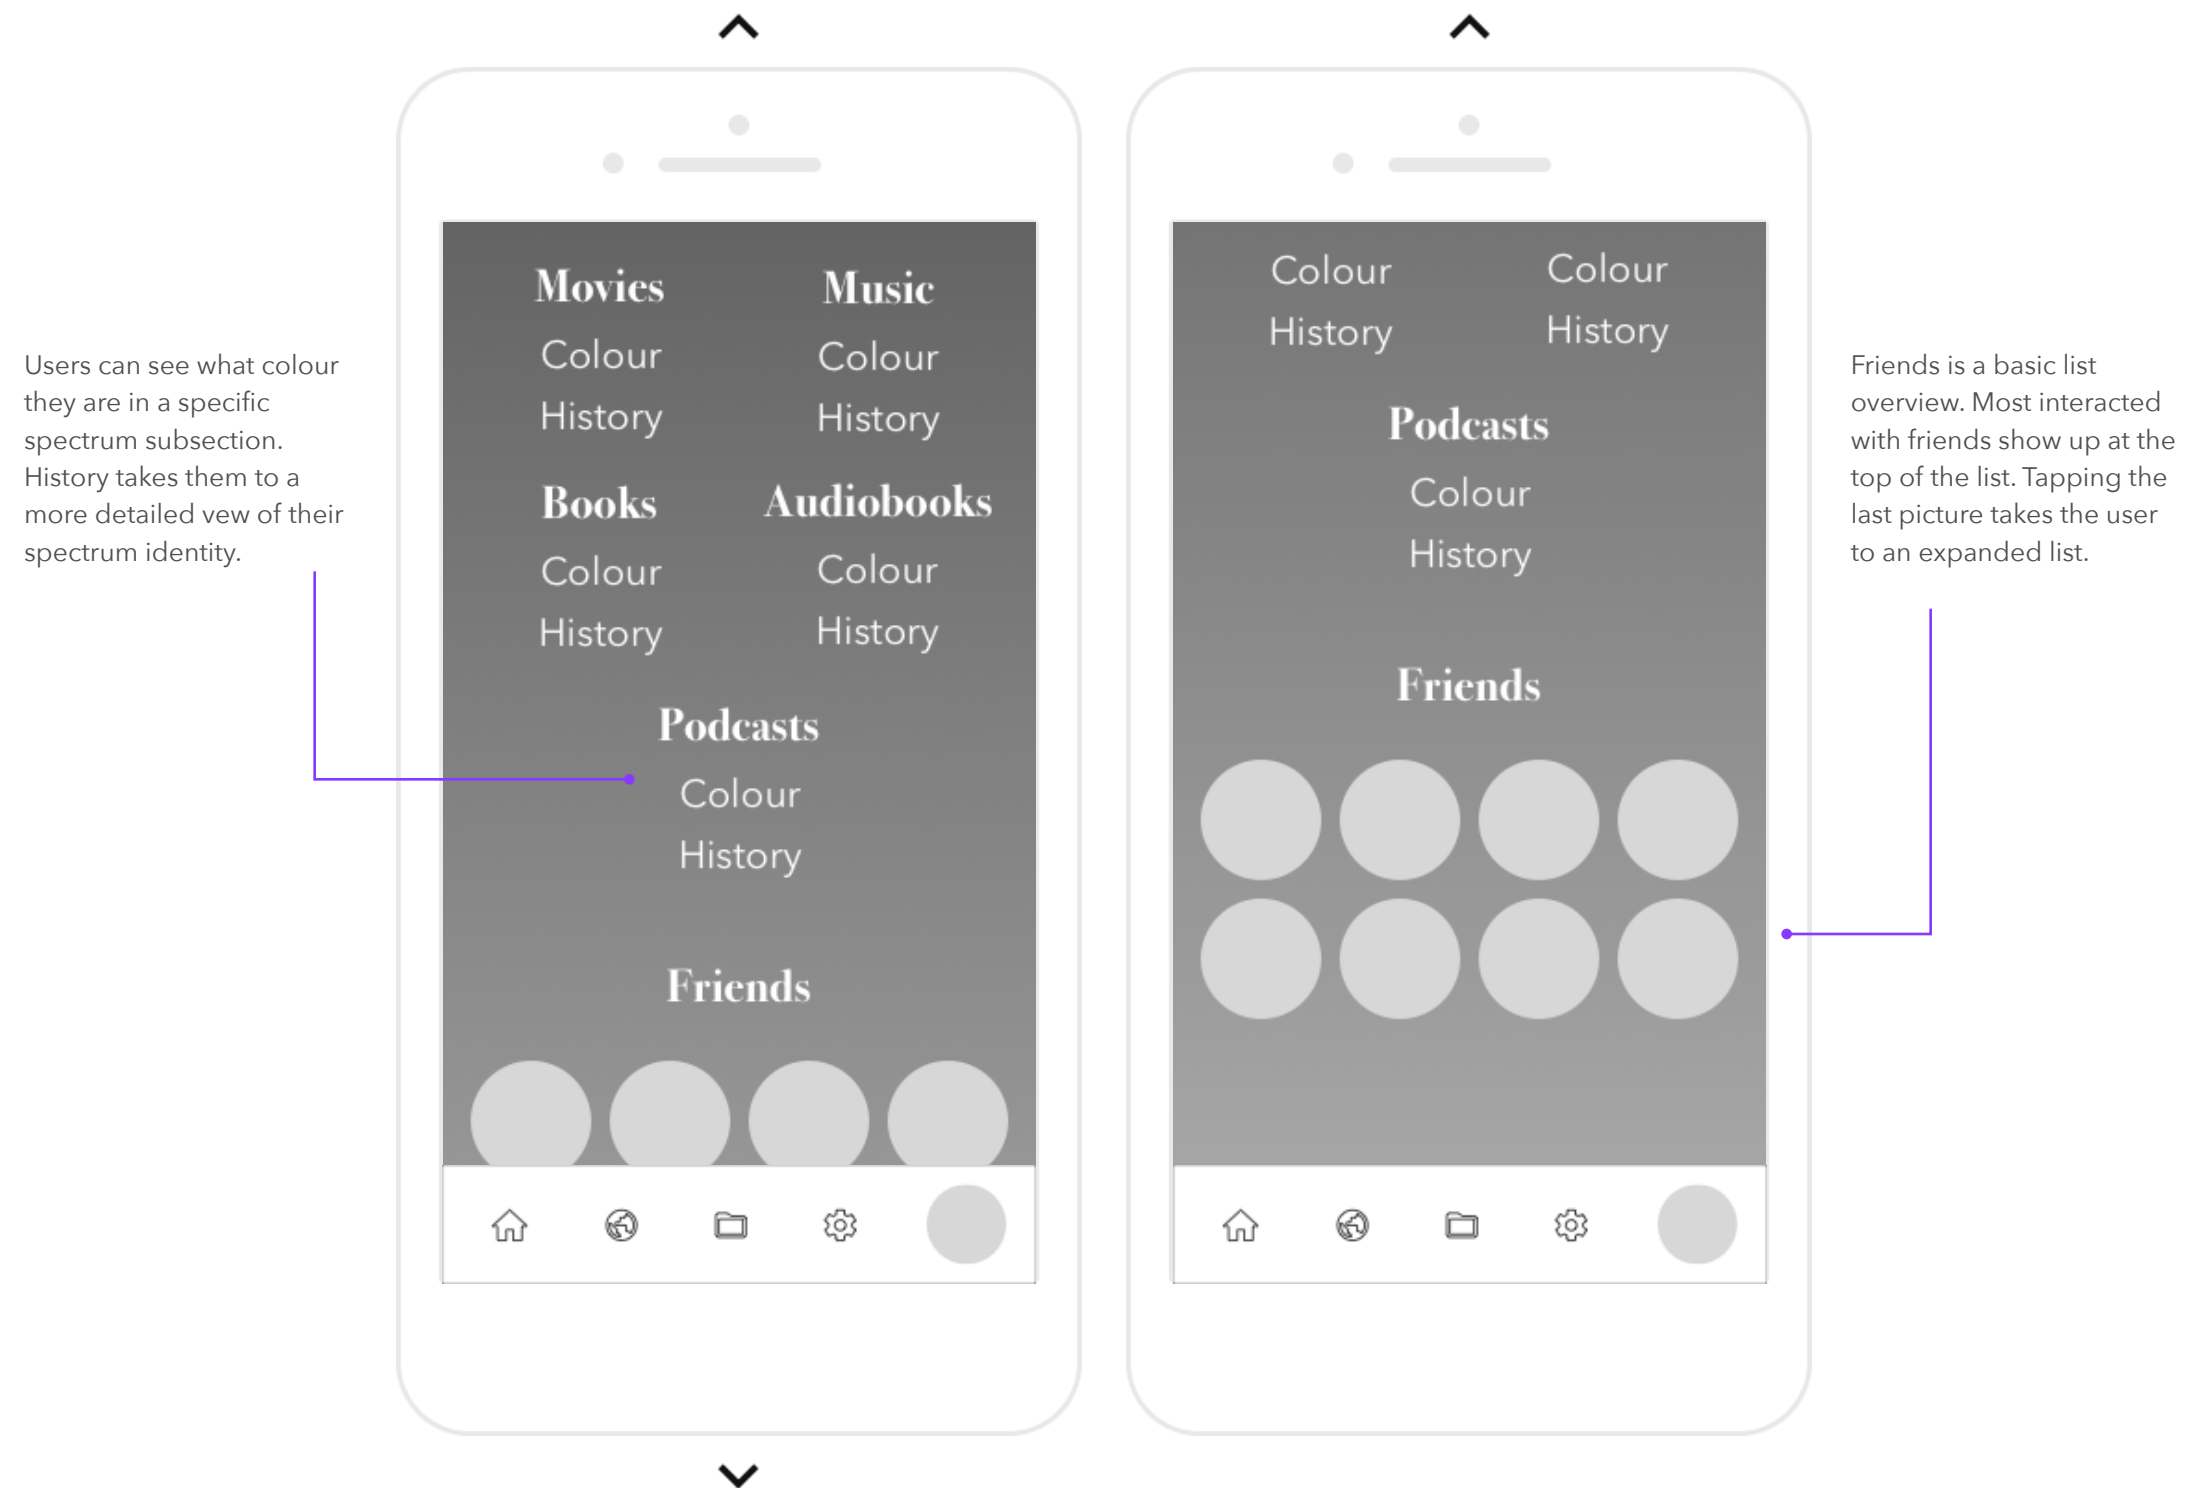 Users can see what colour
they are in a specific
spectrum subsection.
History takes them to a
more detailed vew of their
spectrum identity.
Movies Music
Colour Colour
History History
Books Audiobooks
Colour Colour
History History
Podcasts
Colour
History
Friends
Colour Colour
History History
Podcasts
Colour
History
Friends
Friends is a basic list
overview. Most interacted
with friends show up at the
top of the list. Tapping the
last picture takes the user
to an expanded list.